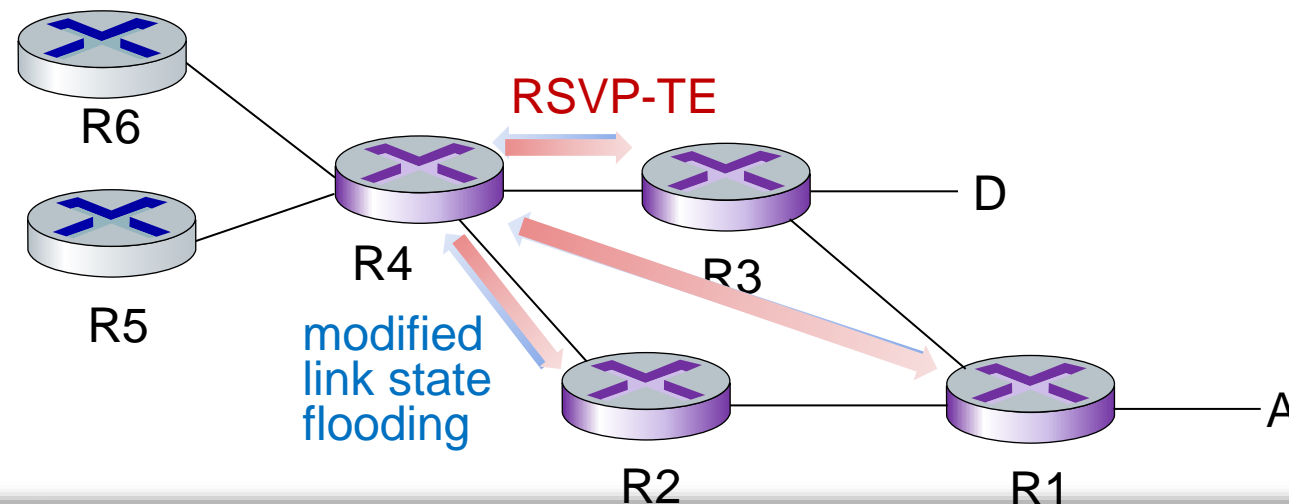 R6
RSVP-TE
D
R4
R3
R5
modified
link state
flooding
A
R2
R1